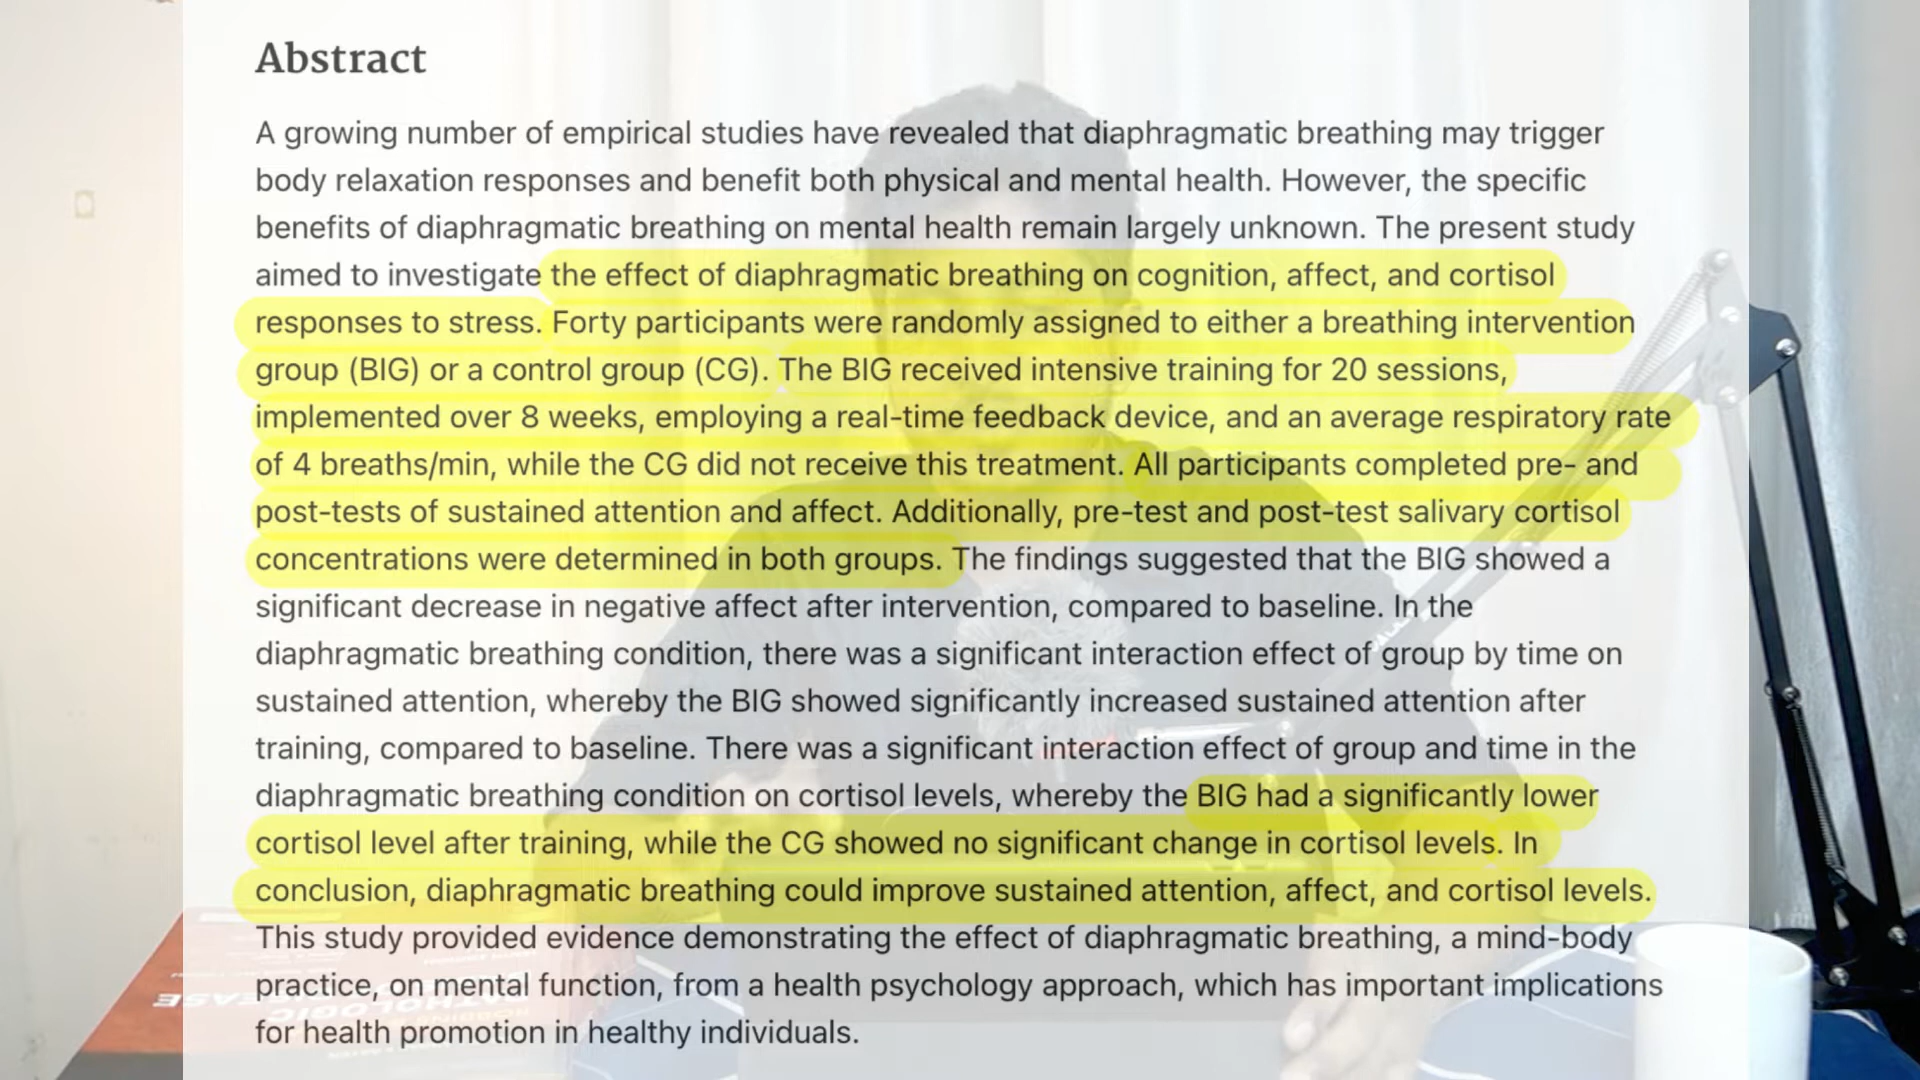 Abstract
A growing number of empirical studies have revealed that diaphragmatic breathing may trigger
body relaxation responses and benefit both physical and mental health. However, the specific
benefits of diaphragmatic breathing on mental health remain largely unknown. The present study
aimed to investigate the effect of diaphragmatic breathing on cognition, affect, and cortisol
responses to stress. Forty participants were randomly assigned to either a breathing intervention
group (BIG) or a control group (CG). The BIG received intensive training for 20 sessions,
implemented over 8 weeks, employing a real-time feedback device, and an average respiratory rate
of 4 breaths/min, while the CG did not receive this treatment. All participants completed pre- and
post-tests of sustained attention and affect. Additionally, pre-test and post-test salivary cortisol
concentrations were determined in both groups. The findings suggested that the BIG showed a
significant decrease in negative affect after intervention, compared to baseline. In the
diaphragmatic breathing condition, there was a significant interaction effect of group by time on
sustained attention, whereby the BIG showed significantly increased sustained attention after
training, compared to baseline. There was a significant interaction effect of group and time in the
diaphragmatic breathing condition on cortisol levels, whereby the BIG had a significantly lower
cortisol level after training, while the CG showed no significant change in cortisol levels. In
conclusion, diaphragmatic breathing could improve sustained attention, affect, and cortisol levels.
This study provided evidence demonstrating the effect of diaphragmatic breathing, a mind-body
practice, on mental function, from a health psychology approach, which has important implications
for health promotion in healthy individuals.